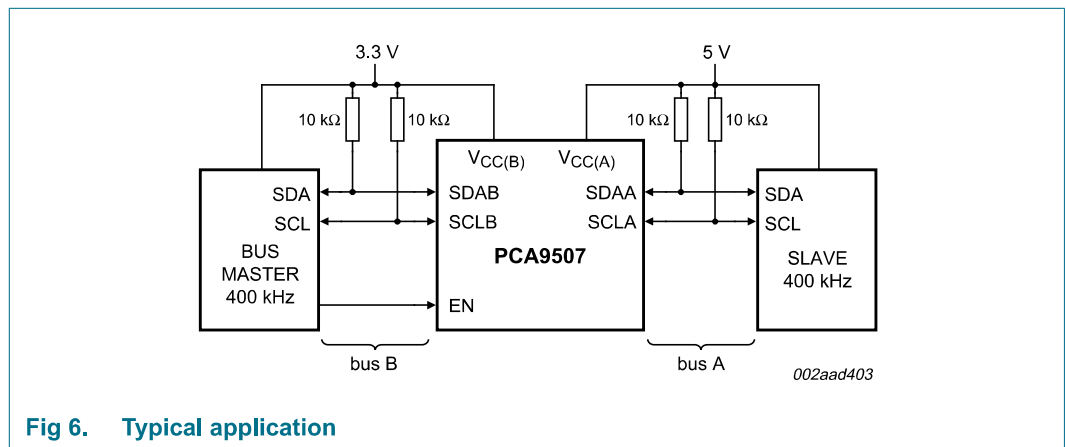 3.3 V
5 V
10 kΩ
10 kΩ
10 kΩ
10 kΩ
VCC(B)
VCC(A)
SDA
SCL
BUS
MASTER
400 kHz
SDAB
SCLB
EN
PCA9507
SDAA
SCLA
SDA
SCL
SLAVE
400 kHz
bus B
bus A
002aad403
Fig 6. Typical application